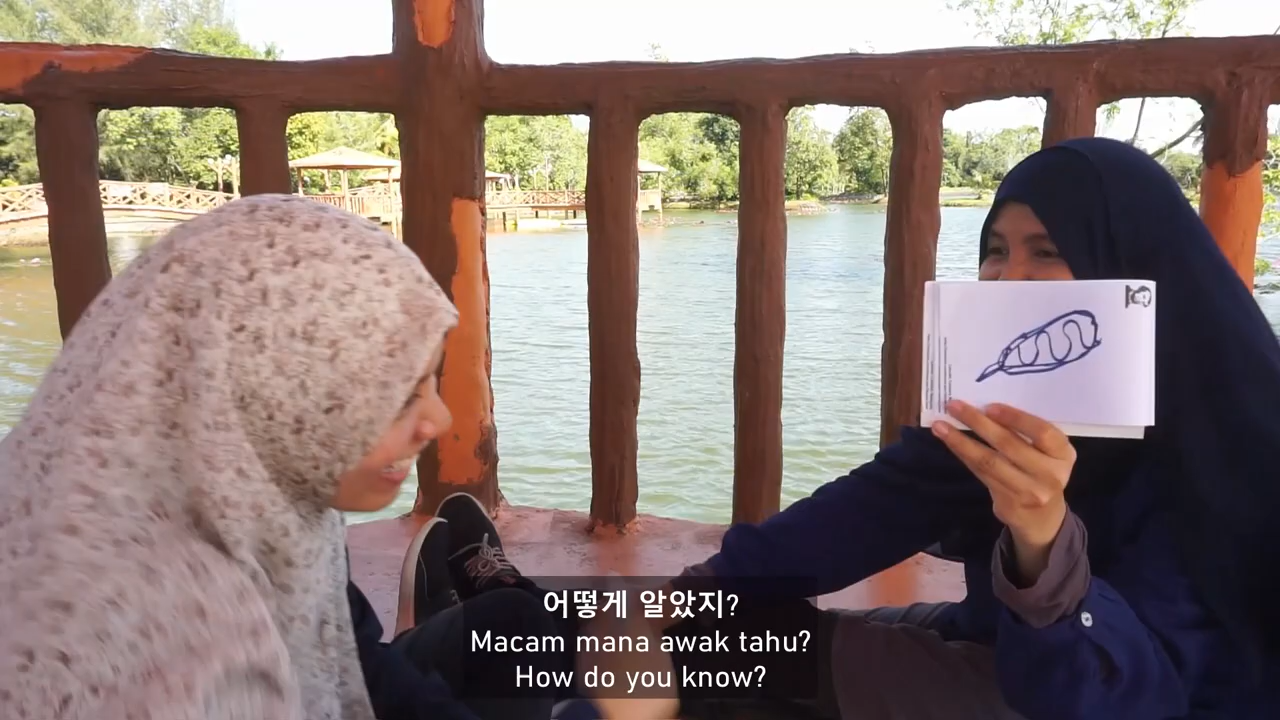 어떻게 알았지?
Macam mana awak tahu?
How do you know?